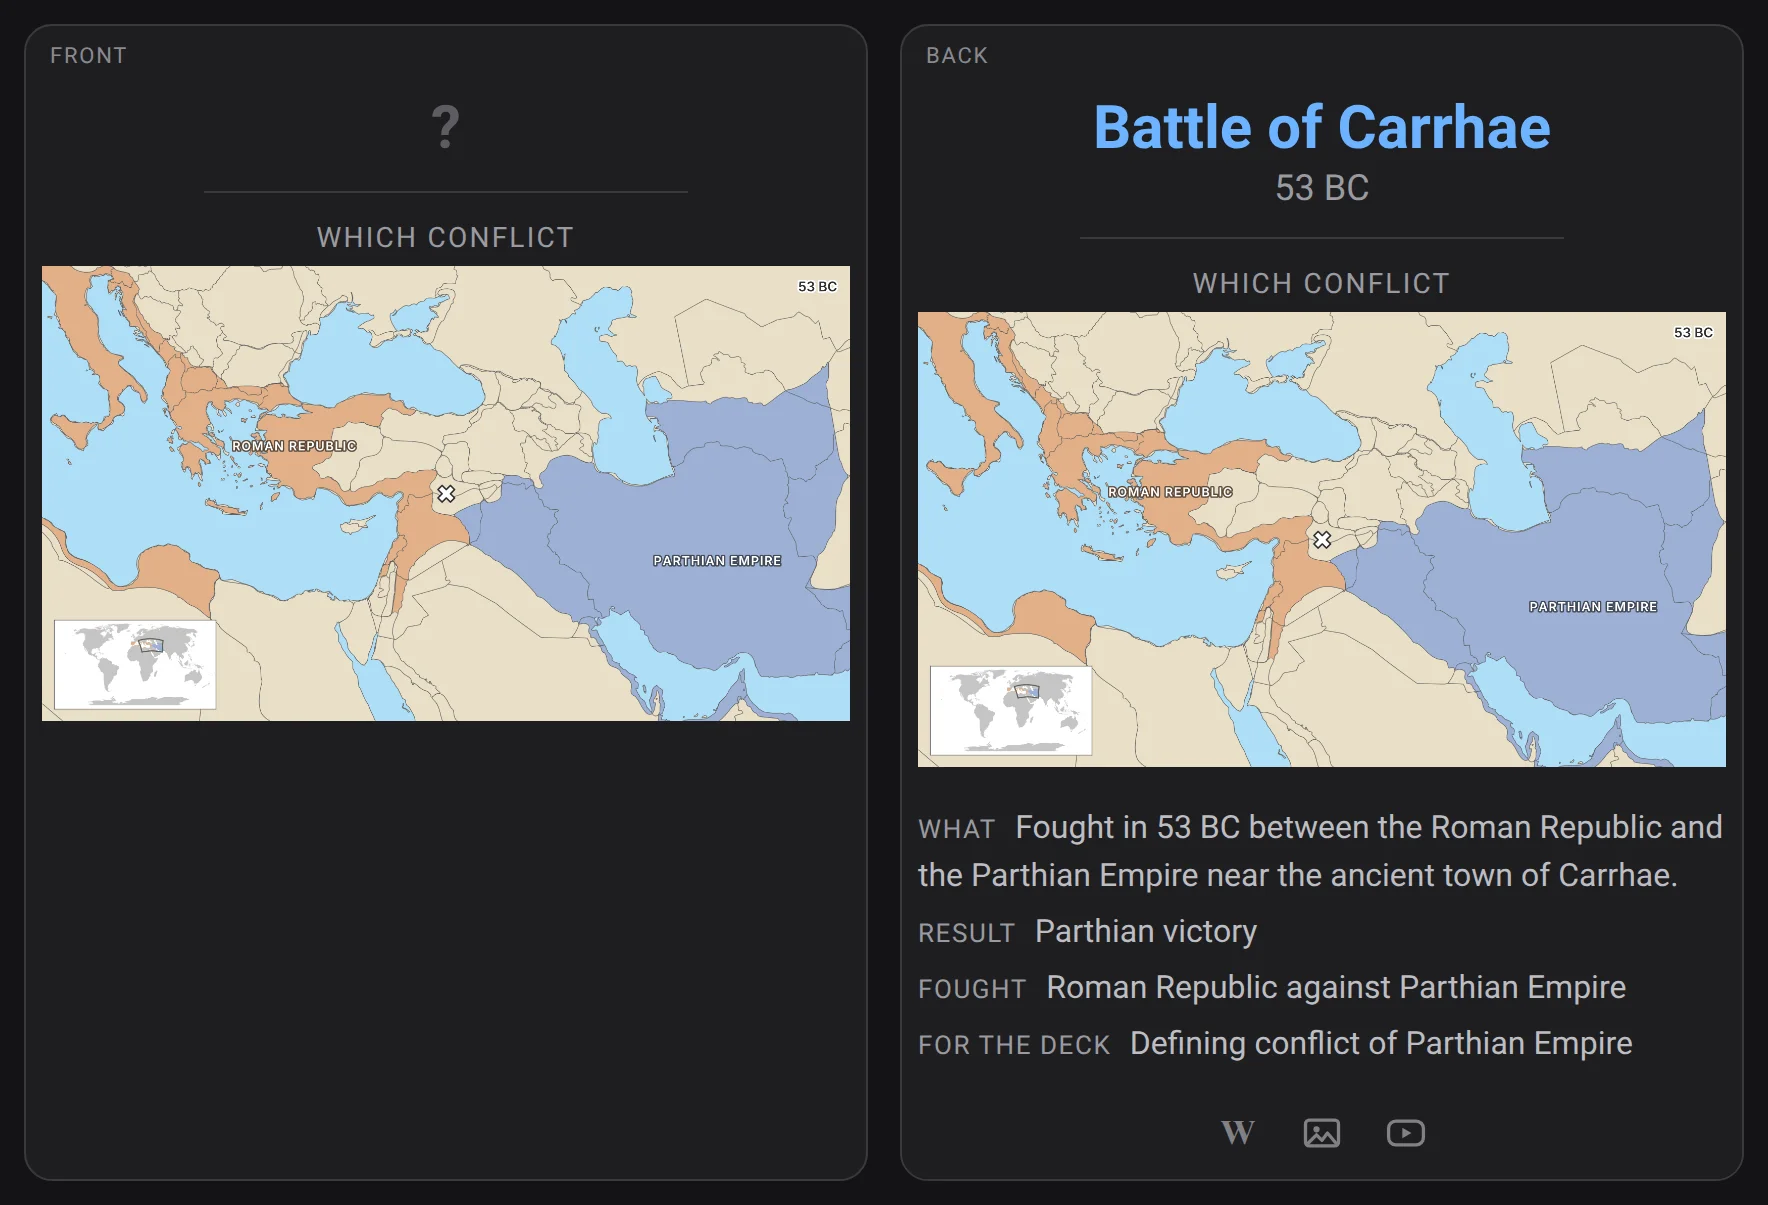 FRONT
?
WHICH CONFLICT
53 BC
ROMAN REPUBLIC
PARTHIAN EMPIRE
BACK
Battle of Carrhae
53 BC
WHICH CONFLICT
53 BC
ROMAN REPUBLIC
PARTHIAN EMPIRE
WHAT Fought in 53 BC between the Roman Republic and
the Parthian Empire near the ancient town of Carrhae.
RESULT Parthian victory
FOUGHT Roman Republic against Parthian Empire
FOR THE DECK Defining conflict of Parthian Empire
W